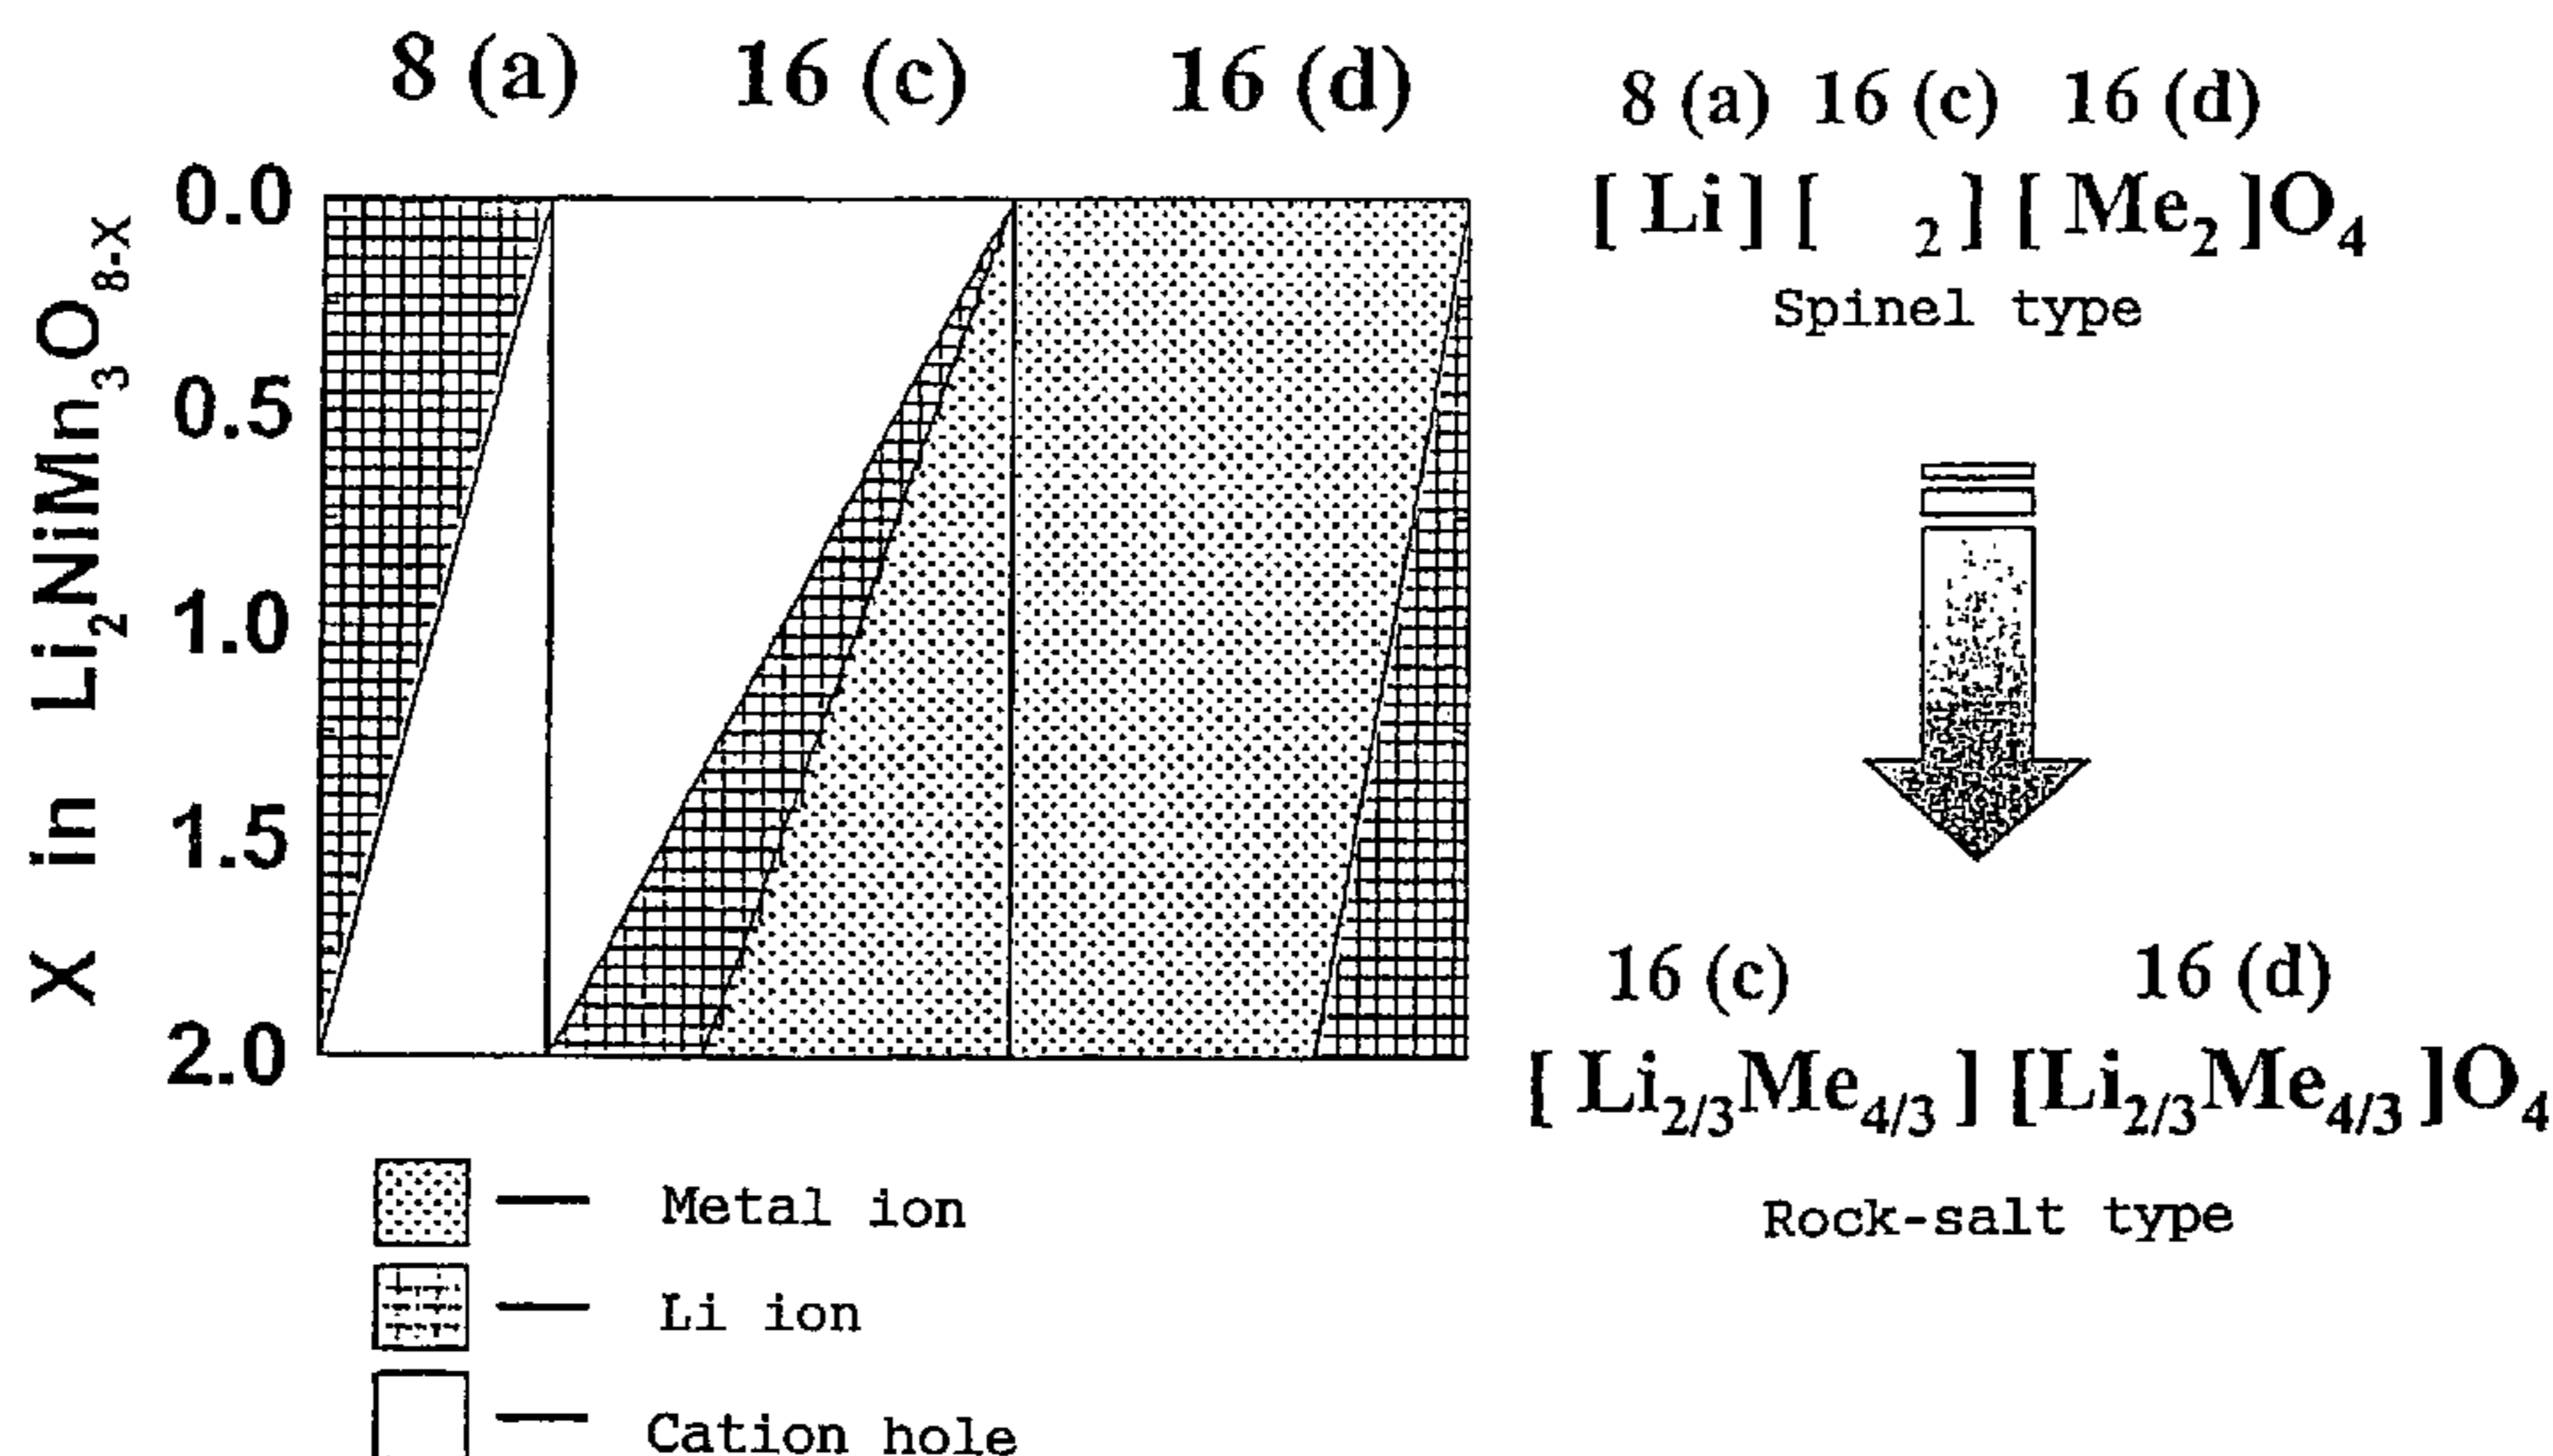 8 (a) 16 (c) 16 (d)
0.0
0.5
1.0
1.5
2.0
X in Li₂NiMn₃O₈₋ₓ
Metal ion
Li ion
Cation hole
8 (a) 16 (c) 16 (d)
[ Li ] [ ₂ ] [ Me₂ ]O₄
Spinel type
16 (c) 16 (d)
[ Li₂/₃Me₄/₃ ] [Li₂/₃Me₄/₃ ]O₄
Rock-salt type